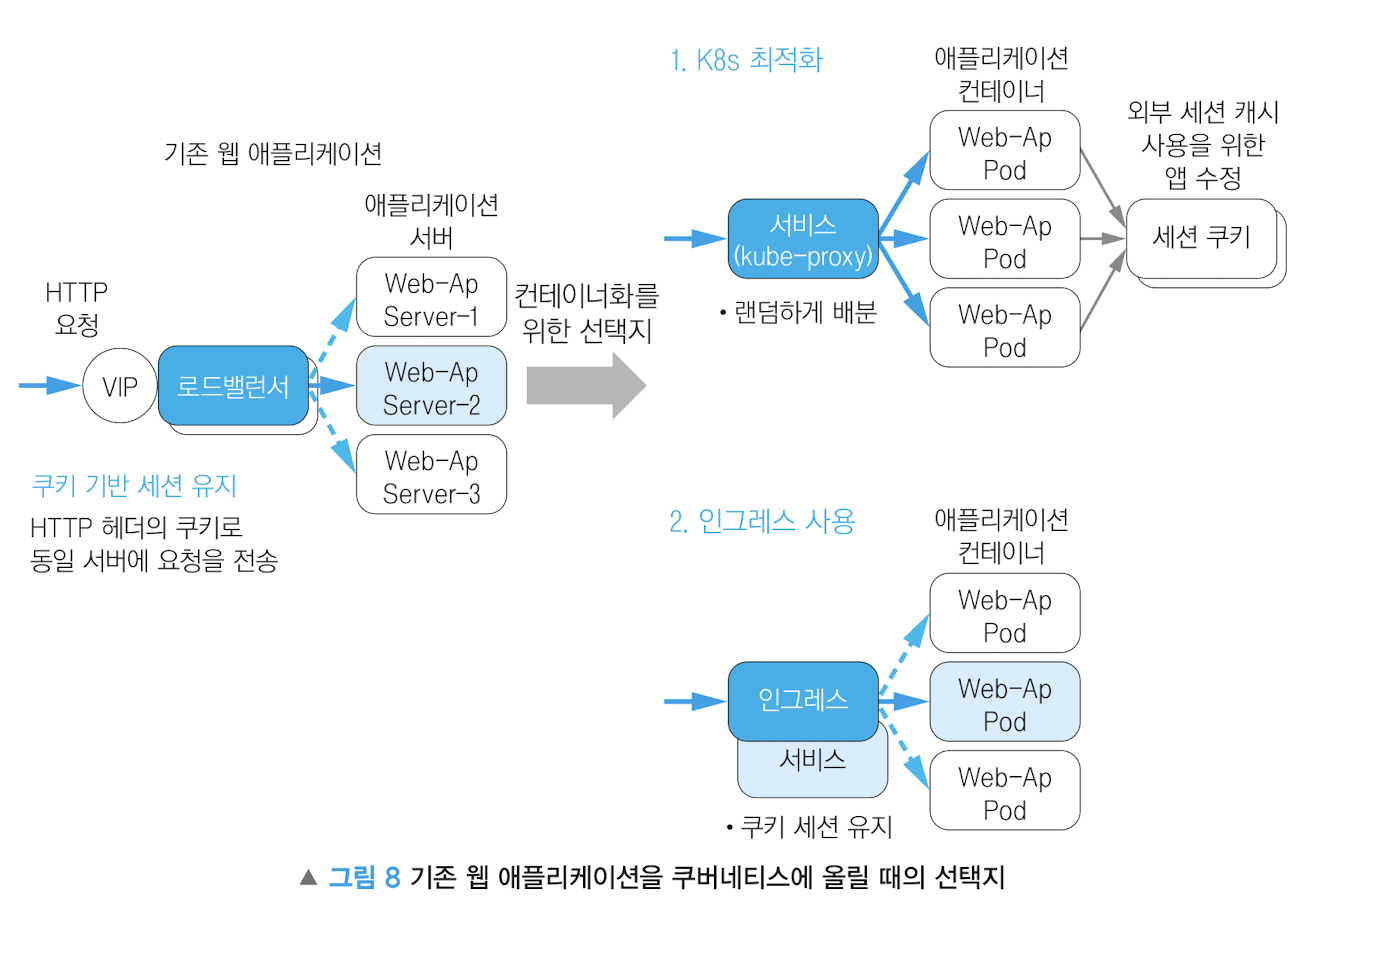 기존 웹 애플리케이션
애플리케이션
서버
HTTP
요청
VIP
로드밸런서
Web-Ap
Server-1
Web-Ap
Server-2
Web-Ap
Server-3
쿠키 기반 세션 유지
HTTP 헤더의 쿠키로
동일 서버에 요청을 전송
컨테이너화를
위한 선택지
1. K8s 최적화
애플리케이션
컨테이너
서비스
(kube-proxy)
• 랜덤하게 배분
Web-Ap
Pod
Web-Ap
Pod
Web-Ap
Pod
외부 세션 캐시
사용을 위한
앱 수정
세션 쿠키
2. 인그레스 사용
애플리케이션
컨테이너
인그레스
서비스
• 쿠키 세션 유지
Web-Ap
Pod
Web-Ap
Pod
Web-Ap
Pod
▲ 그림 8 기존 웹 애플리케이션을 쿠버네티스에 올릴 때의 선택지